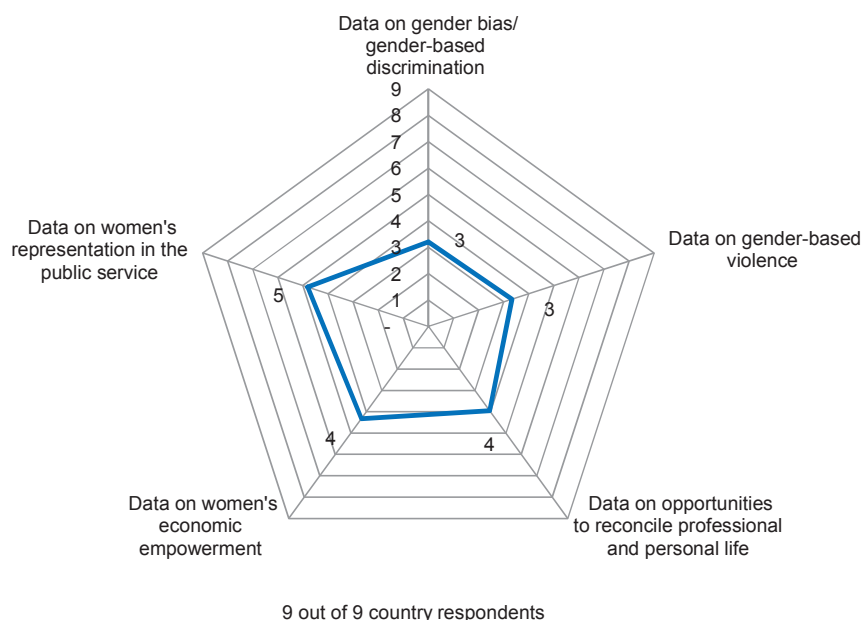 Data on gender bias/
gender-based
discrimination
9
8
7
6
5
4
3
2
1
-
3
3
4
4
5
Data on gender-based
violence
Data on opportunities
to reconcile professional
and personal life
Data on women's
economic
empowerment
Data on women's
representation in the
public service
9 out of 9 country respondents